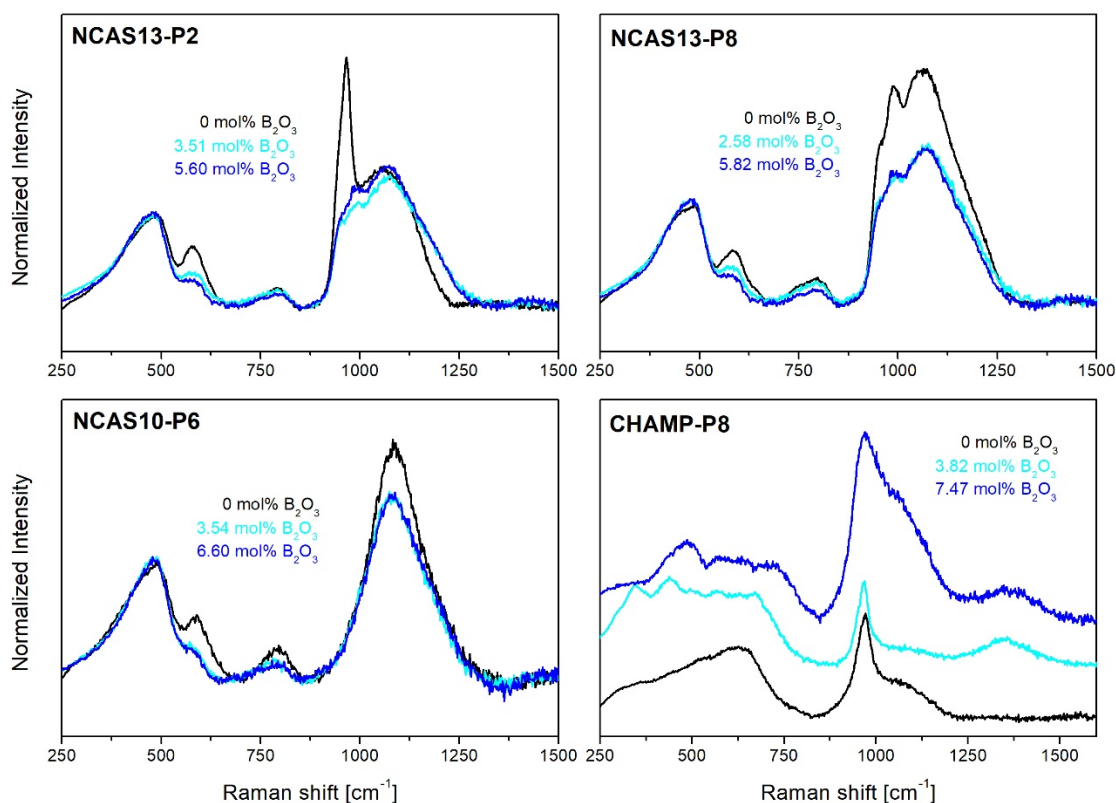 NCAS13-P2
0 mol% B₂O₃
3.51 mol% B₂O₃
5.60 mol% B₂O₃
Normalized Intensity
250 500 750 1000 1250 1500
NCAS13-P8
0 mol% B₂O₃
2.58 mol% B₂O₃
5.82 mol% B₂O₃
250 500 750 1000 1250 1500
NCAS10-P6
0 mol% B₂O₃
3.54 mol% B₂O₃
6.60 mol% B₂O₃
Normalized Intensity
250 500 750 1000 1250 1500
Raman shift [cm⁻¹]
CHAMP-P8
0 mol% B₂O₃
3.82 mol% B₂O₃
7.47 mol% B₂O₃
250 500 750 1000 1250 1500
Raman shift [cm⁻¹]